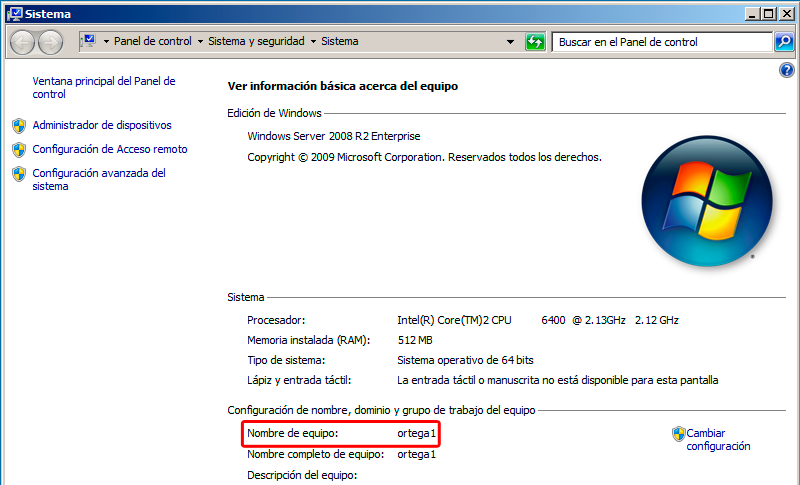 Sistema
Panel de control Sistema y seguridad Sistema
Buscar en el Panel de control
Ventana principal del Panel de
control
Administrador de dispositivos
Configuración de Acceso remoto
Configuración avanzada del
sistema
Ver información básica acerca del equipo
Edición de Windows
Windows Server 2008 R2 Enterprise
Copyright © 2009 Microsoft Corporation. Reservados todos los derechos.
Sistema
Procesador: Intel(R) Core(TM)2 CPU 6400 @ 2.13GHz 2.12 GHz
Memoria instalada (RAM): 512 MB
Tipo de sistema: Sistema operativo de 64 bits
Lápiz y entrada táctil: La entrada táctil o manuscrita no está disponible para esta pantalla
Configuración de nombre, dominio y grupo de trabajo del equipo
Nombre de equipo: ortega1
Nombre completo de equipo: ortega1
Descripción del equipo:
Cambiar
configuración